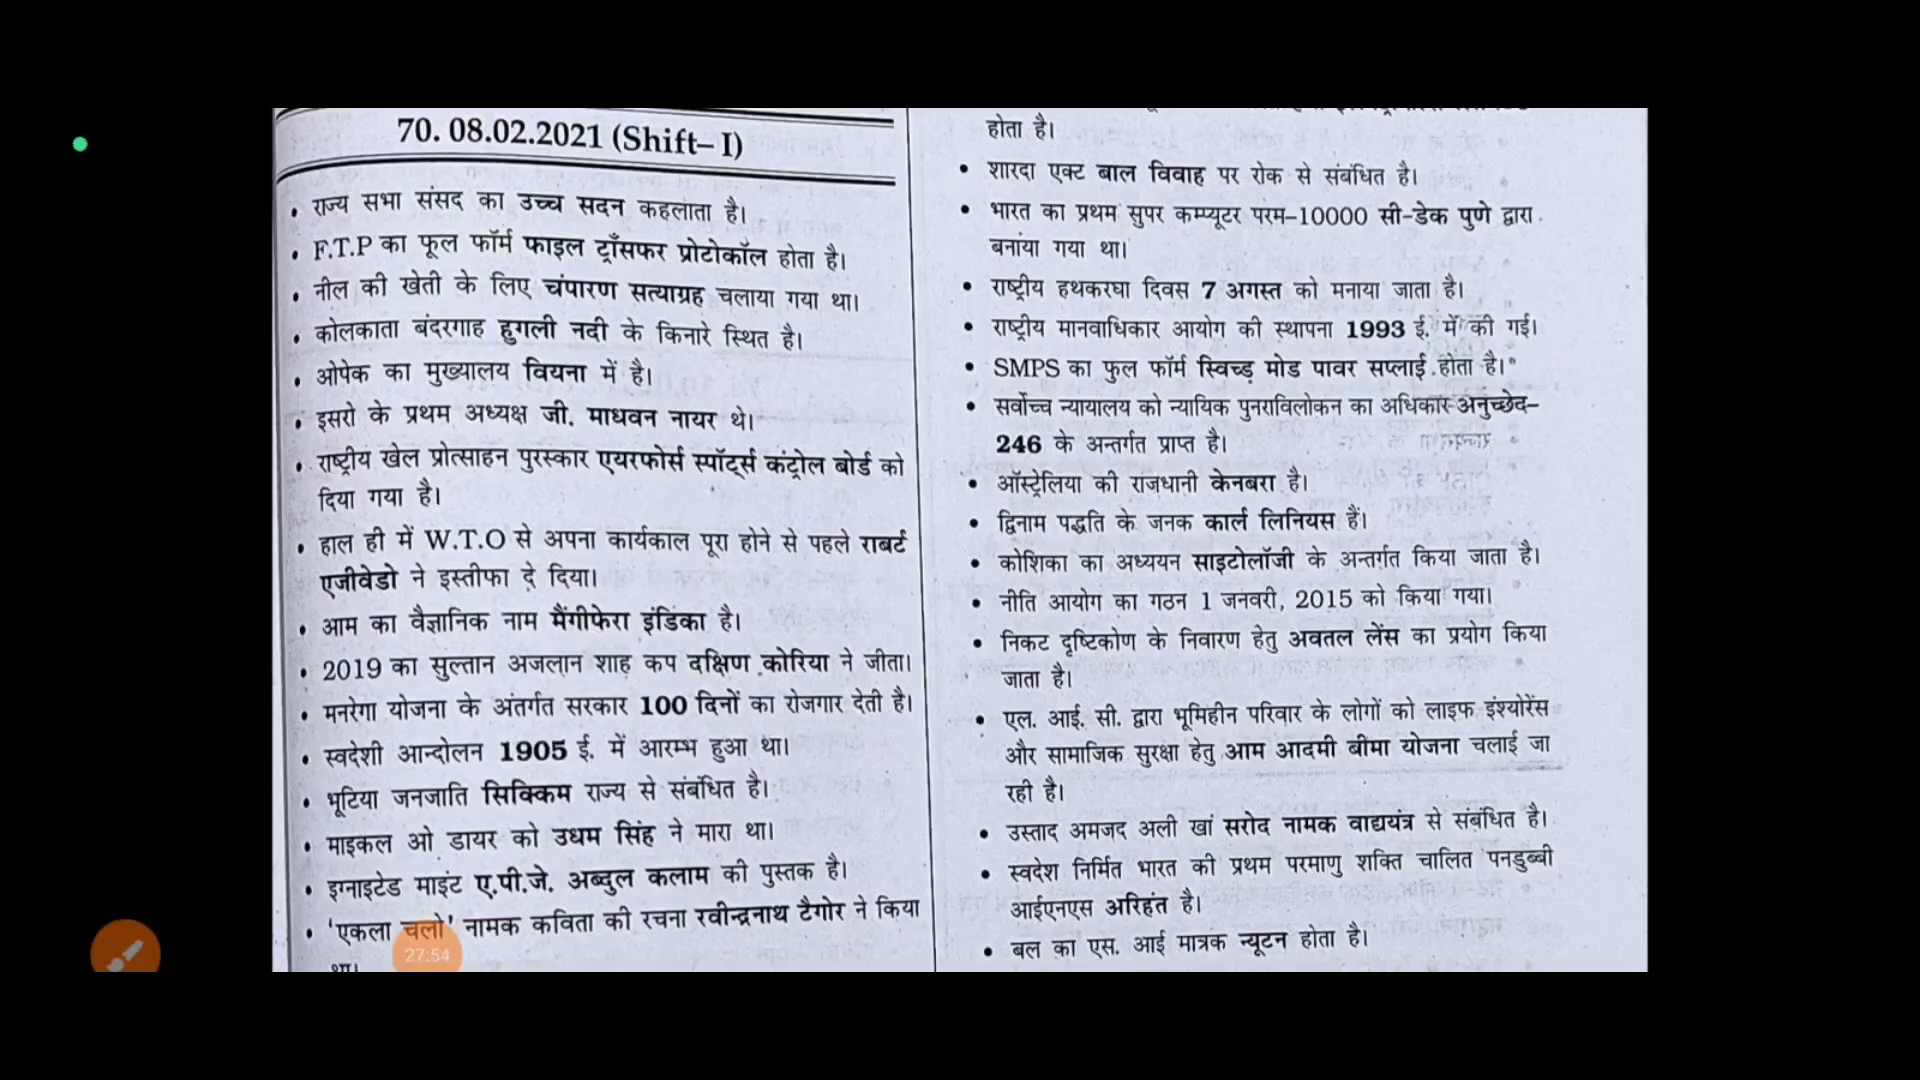 70. 08.02.2021 (Shift– I)
• राज्य सभा संसद का उच्च सदन कहलाता है।
• F.T.P का फूल फॉर्म फाइल ट्राँसफर प्रोटोकॉल होता है।
• नील की खेती के लिए चंपारण सत्याग्रह चलाया गया था।
• कोलकाता बंदरगाह हुगली नदी के किनारे स्थित है।
• ओपेक का मुख्यालय वियना में है।
• इसरो के प्रथम अध्यक्ष जी. माधवन नायर थे।
• राष्ट्रीय खेल प्रोत्साहन पुरस्कार एयरफोर्स स्पॉर्ट्स कंट्रोल बोर्ड को
दिया गया है।
• हाल ही में W.T.O से अपना कार्यकाल पूरा होने से पहले राबर्ट
एजीवेडो ने इस्तीफा दे दिया।
• आम का वैज्ञानिक नाम मैंगीफेरा इंडिका है।
• 2019 का सुल्तान अजलान शाह कप दक्षिण कोरिया ने जीता।
• मनरेगा योजना के अंतर्गत सरकार 100 दिनों का रोजगार देती है।
• स्वदेशी आन्दोलन 1905 ई. में आरम्भ हुआ था।
• भूटिया जनजाति सिक्किम राज्य से संबंधित है।
• माइकल ओ डायर को उधम सिंह ने मारा था।
• इग्नाइटेड माइंट ए.पी.जे. अब्दुल कलाम की पुस्तक है।
• 'एकला चलो' नामक कविता की रचना रवीन्द्रनाथ टैगोर ने किया
था।
27:54
होता है।
• शारदा एक्ट बाल विवाह पर रोक से संबंधित है।
• भारत का प्रथम सुपर कम्प्यूटर परम–10000 सी-डेक पुणे द्वारा
बनाया गया था।
• राष्ट्रीय हथकरघा दिवस 7 अगस्त को मनाया जाता है।
• राष्ट्रीय मानवाधिकार आयोग की स्थापना 1993 ई. में की गई।
• SMPS का फुल फॉर्म स्विच्ड़ मोड पावर सप्लाई होता है।
• सर्वोच्च न्यायालय को न्यायिक पुनराविलोकन का अधिकार अनुच्छेद–
246 के अन्तर्गत प्राप्त है।
• ऑस्ट्रेलिया की राजधानी केनबरा है।
• द्विनाम पद्धति के जनक कार्ल लिनियस हैं।
• कोशिका का अध्ययन साइटोलॉजी के अन्तर्गत किया जाता है।
• नीति आयोग का गठन 1 जनवरी, 2015 को किया गया।
• निकट दृष्टिकोण के निवारण हेतु अवतल लेंस का प्रयोग किया
जाता है।
• एल. आई. सी. द्वारा भूमिहीन परिवार के लोगों को लाइफ इंश्योरेंस
और सामाजिक सुरक्षा हेतु आम आदमी बीमा योजना चलाई जा
रही है।
• उस्ताद अमजद अली खां सरोद नामक वाद्ययंत्र से संबंधित है।
• स्वदेश निर्मित भारत की प्रथम परमाणु शक्ति चालित पनडुब्बी
आईएनएस अरिहंत है।
• बल का एस. आई मात्रक न्यूटन होता है।